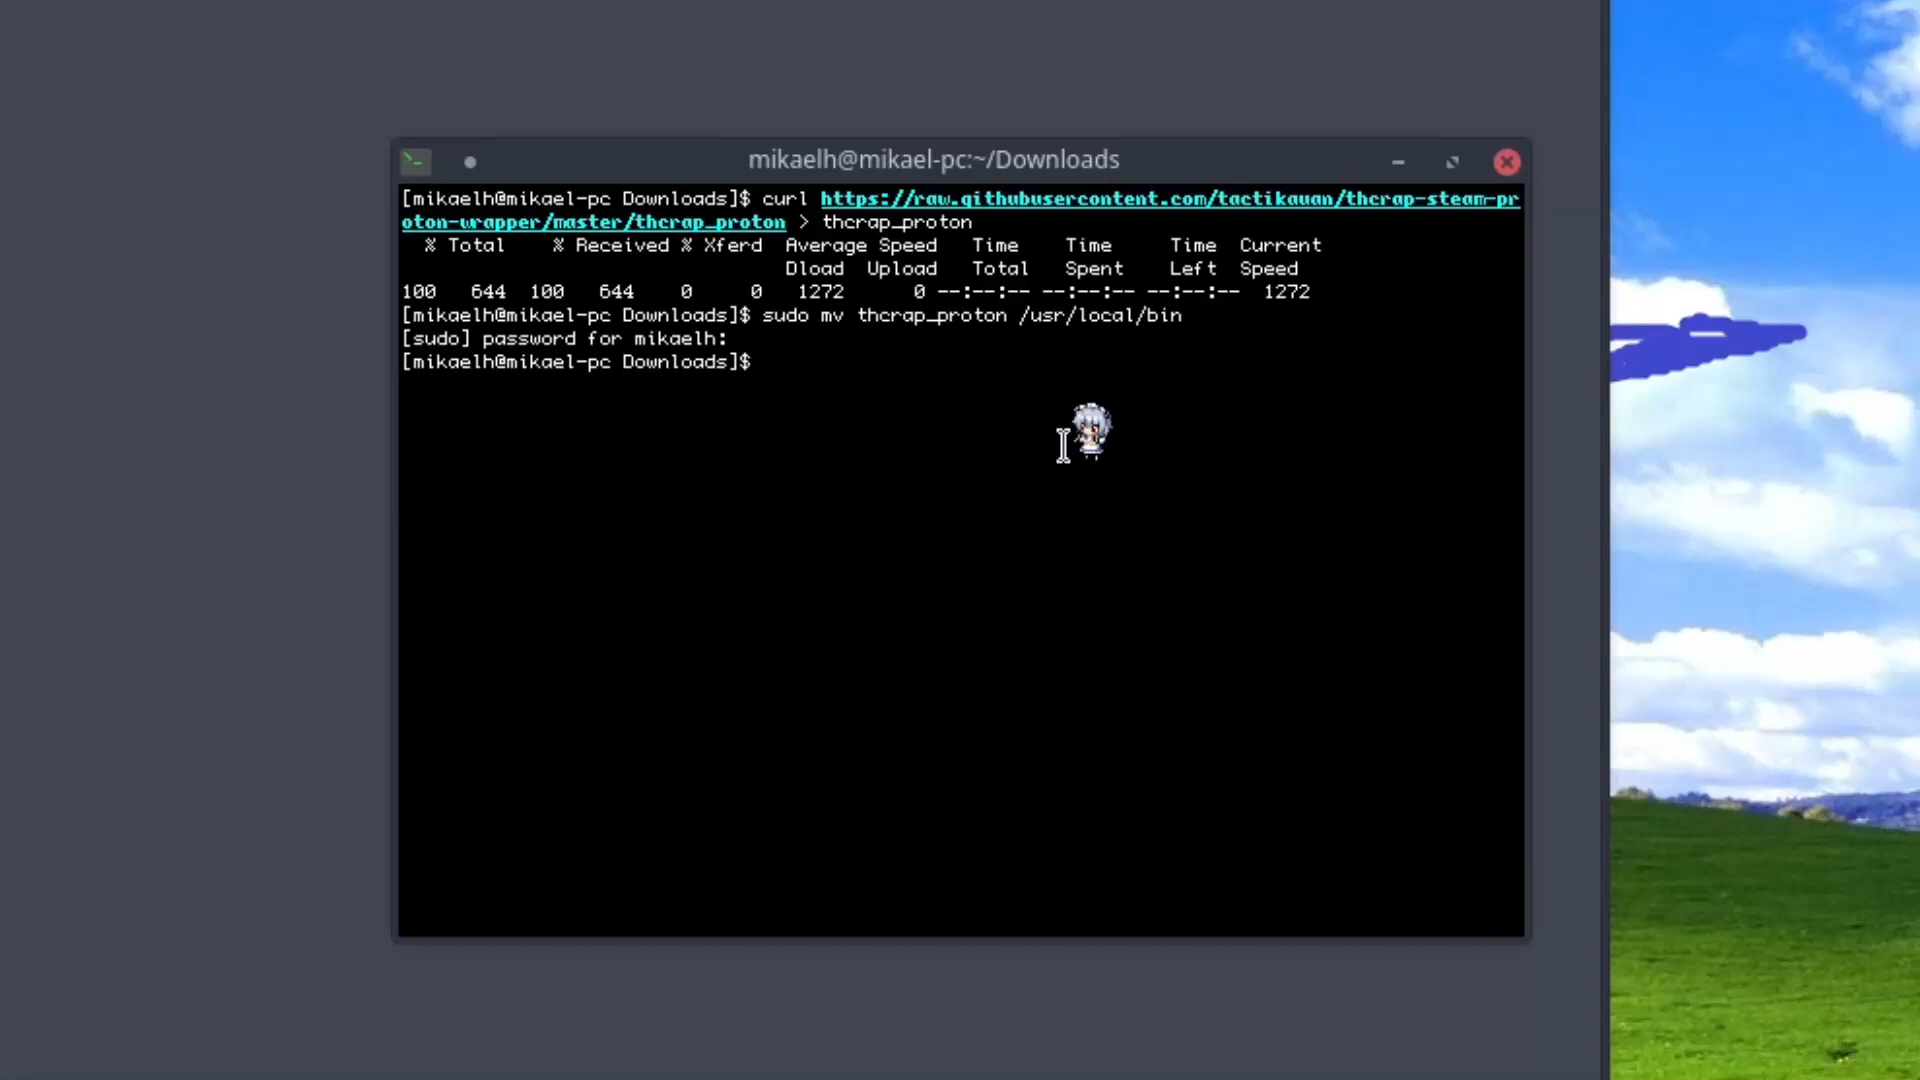 mikaelh@mikael-pc:~/Downloads
[mikaelh@mikael-pc Downloads]$ curl https://raw.githubusercontent.com/tactikauan/thcrap-steam-pr
oton-wrapper/master/thcrap_proton > thcrap_proton
% Total % Received % Xferd Average Speed Time Time Time Current
Dload Upload Total Spent Left Speed
100 644 100 644 0 0 1272 0 --:--:-- --:--:-- --:--:-- 1272
[mikaelh@mikael-pc Downloads]$ sudo mv thcrap_proton /usr/local/bin
[sudo] password for mikaelh:
[mikaelh@mikael-pc Downloads]$